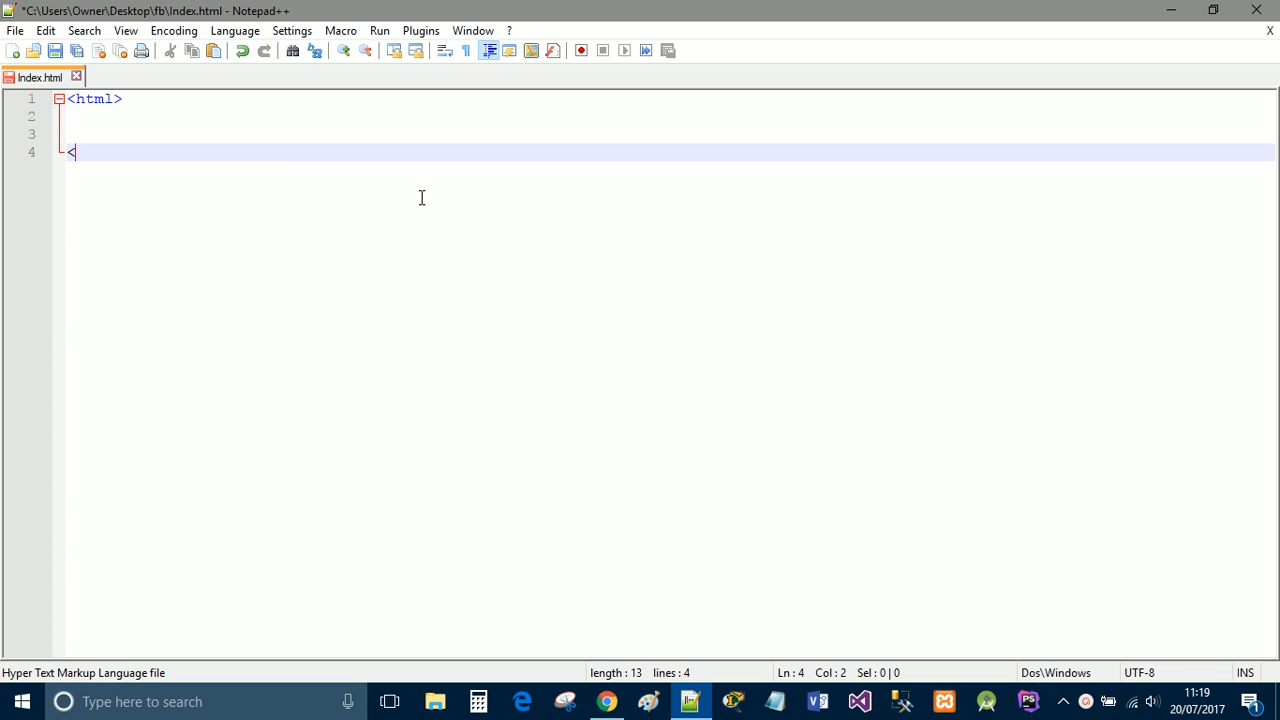 *C:\Users\Owner\Desktop\fb\Index.html - Notepad++
File Edit Search View Encoding Language Settings Macro Run Plugins Window ? X
Index.html
1 <html>
2
3
4 <
Hyper Text Markup Language file length : 13 lines : 4 Ln : 4 Col : 2 Sel : 0 | 0 Dos\Windows UTF-8 INS
Type here to search
11:19
20/07/2017